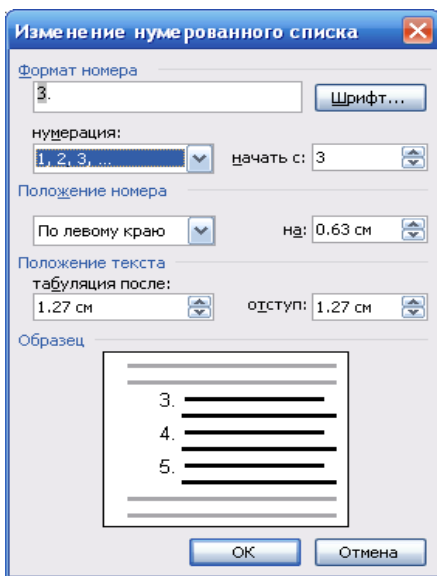 Изменение нумерованного списка
Формат номера
3.
Шрифт...
нумерация:
1, 2, 3, ...
начать с: 3
Положение номера
По левому краю
на: 0.63 см
Положение текста
табуляция после:
1.27 см
отступ: 1.27 см
Образец
3.
4.
5.
ОК
Отмена